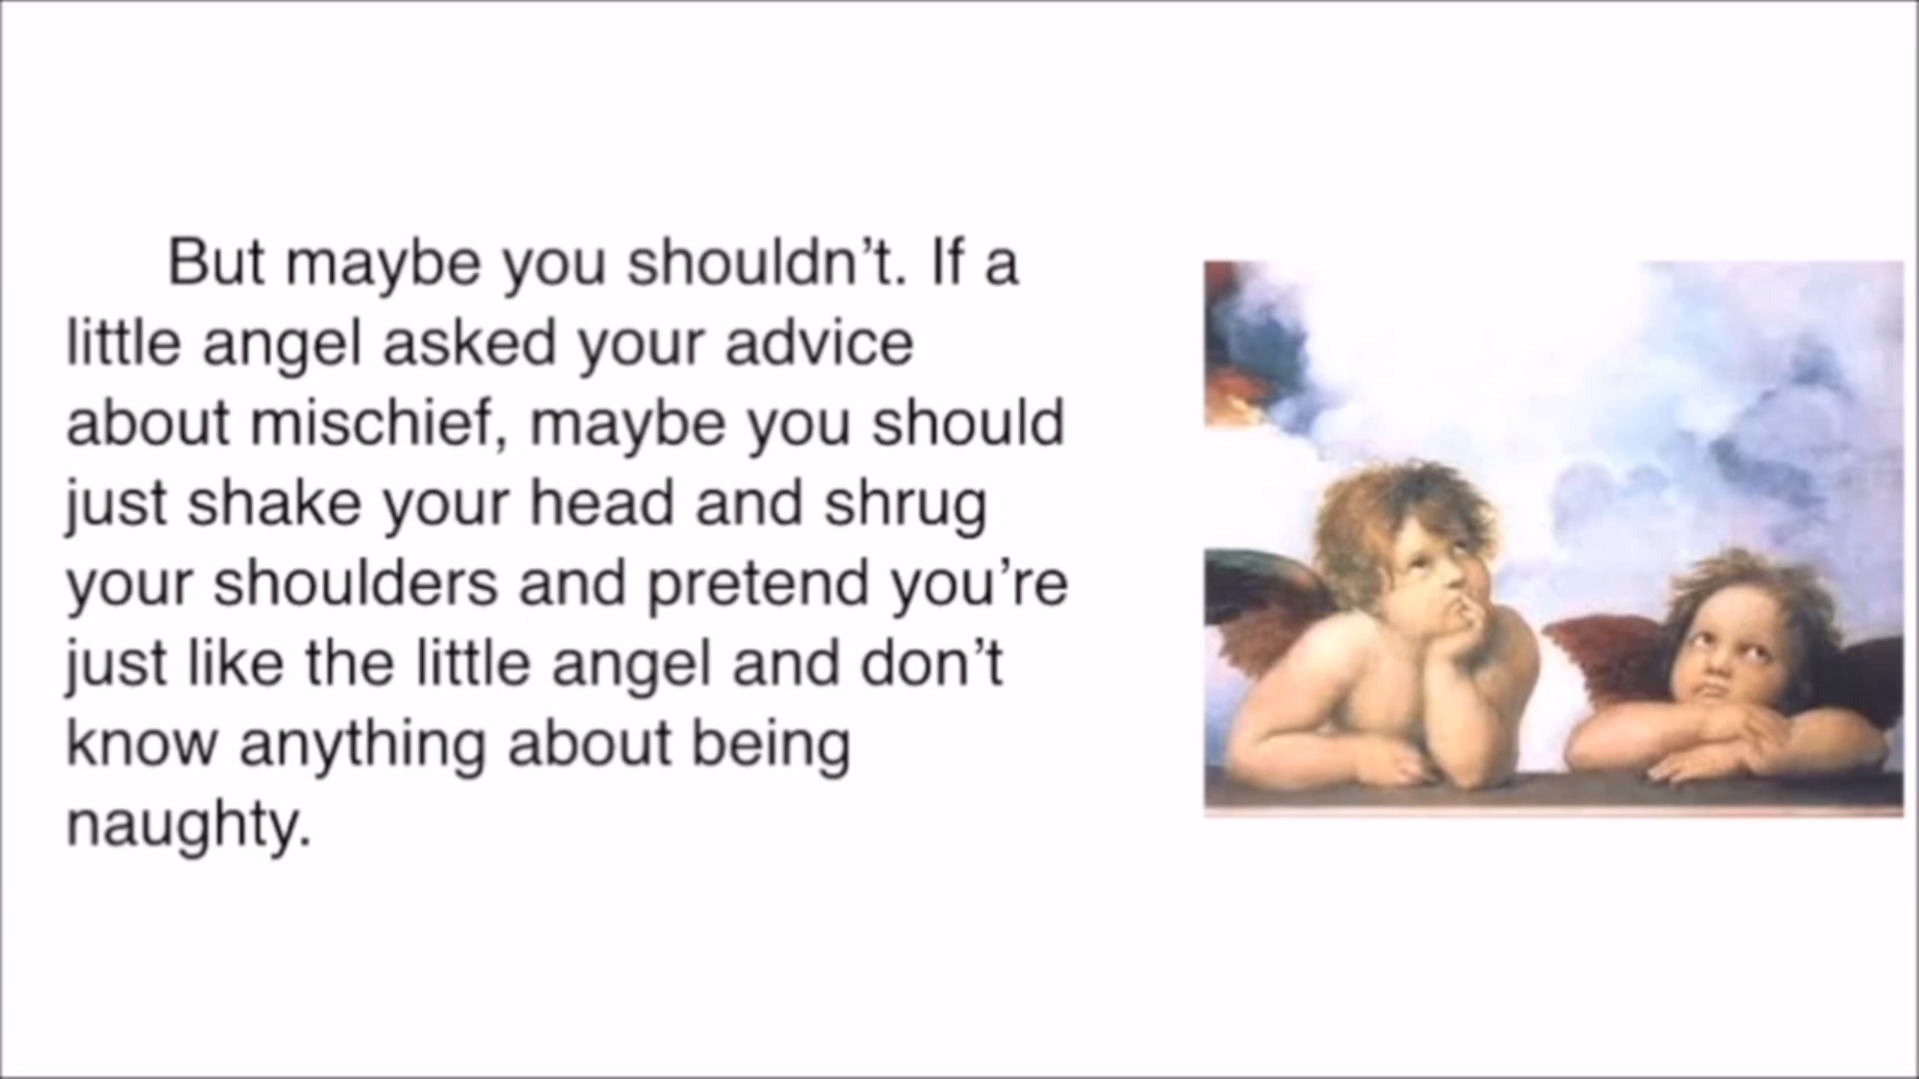 But maybe you shouldn’t. If a
little angel asked your advice
about mischief, maybe you should
just shake your head and shrug
your shoulders and pretend you’re
just like the little angel and don’t
know anything about being
naughty.